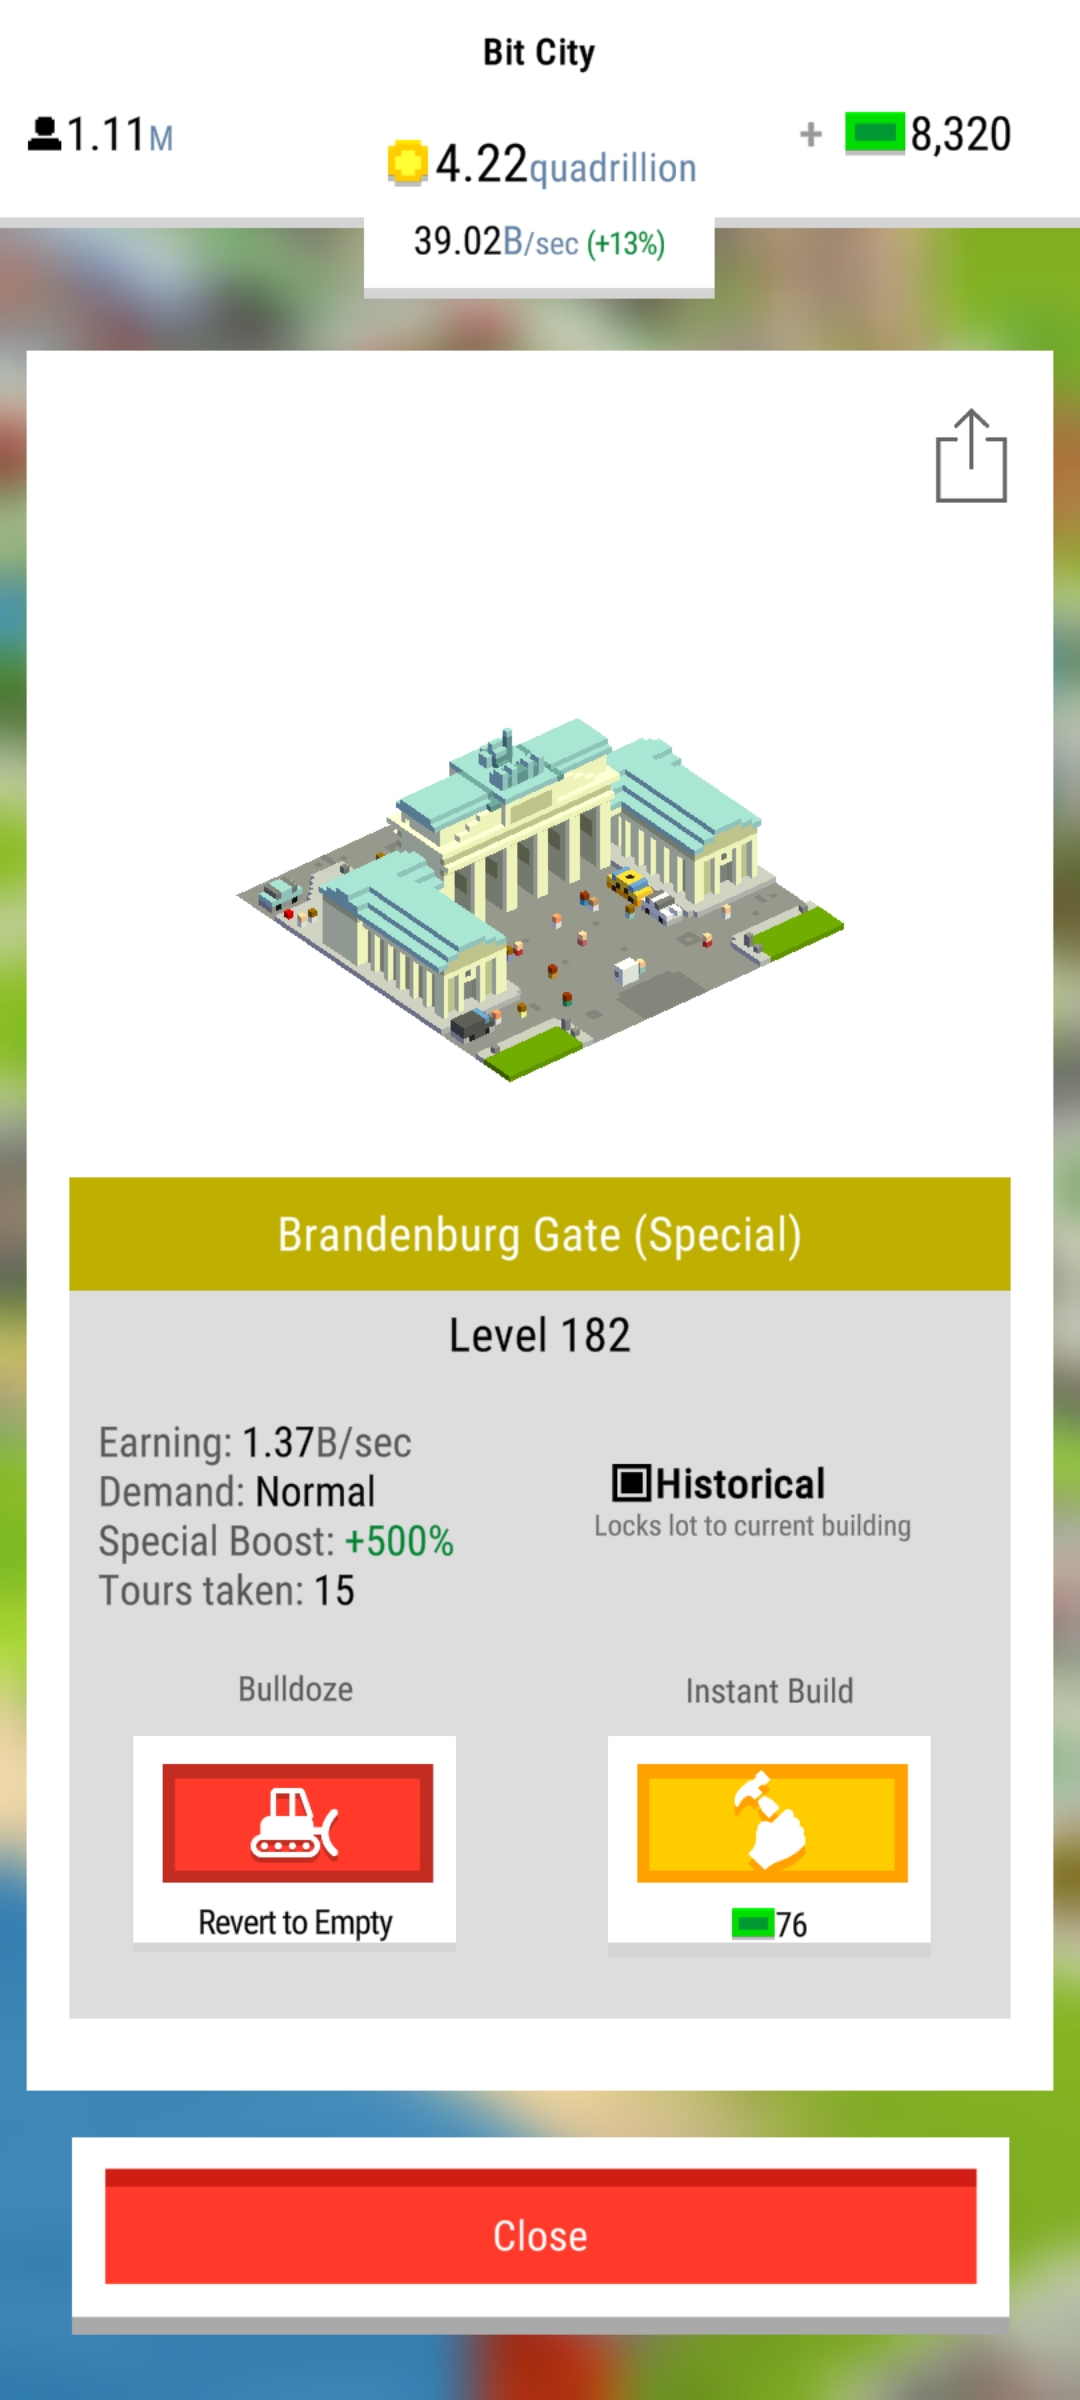 Bit City
1.11M
4.22quadrillion
+ 8,320
39.02B/sec (+13%)
Brandenburg Gate (Special)
Level 182
Earning: 1.37B/sec
Demand: Normal
Special Boost: +500%
Tours taken: 15
Historical
Locks lot to current building
Bulldoze
Revert to Empty
Instant Build
76
Close